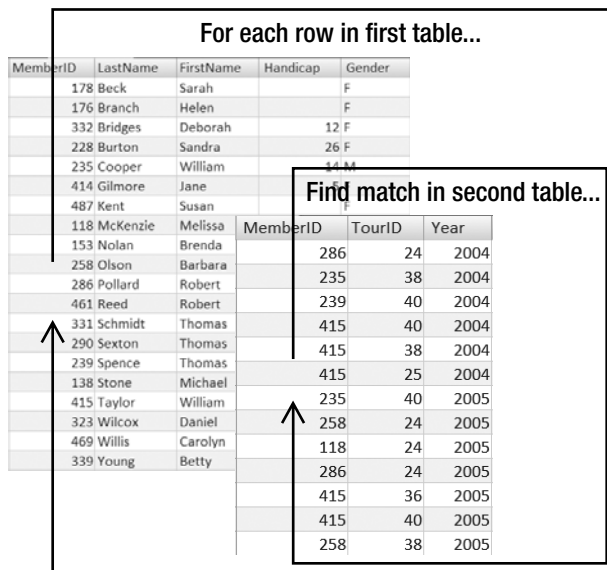 For each row in first table...
MemberID LastName FirstName Handicap Gender
178 Beck Sarah F
176 Branch Helen F
332 Bridges Deborah 12 F
228 Burton Sandra 26 F
235 Cooper William 14 M
414 Gilmore Jane
487 Kent Susan F
118 McKenzie Melissa
153 Nolan Brenda
258 Olson Barbara
286 Pollard Robert
461 Reed Robert
331 Schmidt Thomas
290 Sexton Thomas
239 Spence Thomas
138 Stone Michael
415 Taylor William
323 Wilcox Daniel
469 Willis Carolyn
339 Young Betty
Find match in second table...
MemberID TourID Year
286 24 2004
235 38 2004
239 40 2004
415 40 2004
415 38 2004
415 25 2004
235 40 2005
258 24 2005
118 24 2005
286 24 2005
415 36 2005
415 40 2005
258 38 2005